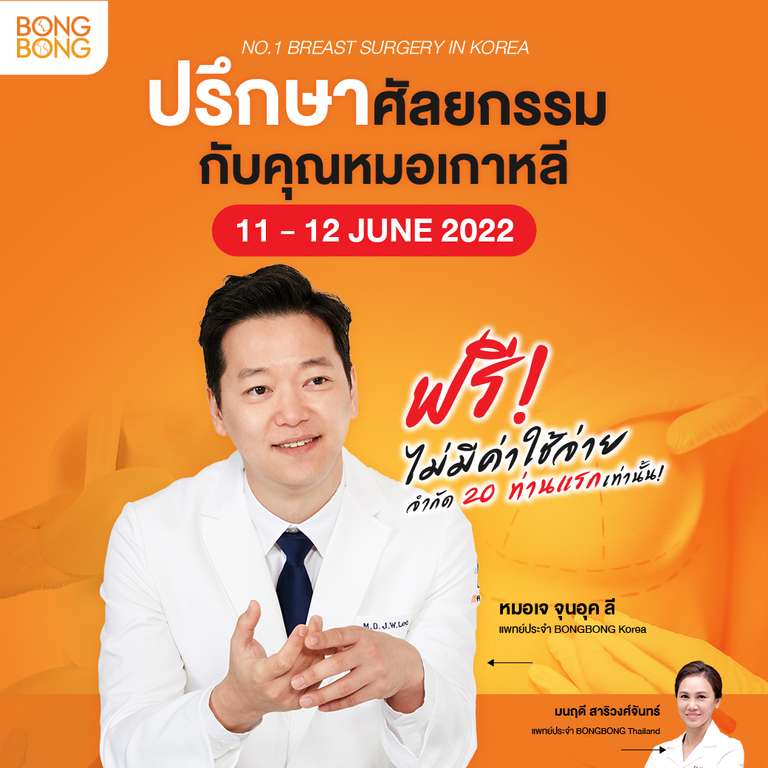 BONG
BONG
NO.1 BREAST SURGERY IN KOREA
ปรึกษาศัลยกรรม
กับคุณหมอเกาหลี
11 - 12 JUNE 2022
ฟรี!
ไม่มีค่าใช้จ่าย
จำกัด 20 ท่านแรกเท่านั้น!
M.D. J.W.Lee
หมอเจ จุนอุค ลี
แพทย์ประจำ BONGBONG Korea
มนฤดี สาริวงศ์จันทร์
แพทย์ประจำ BONGBONG Thailand